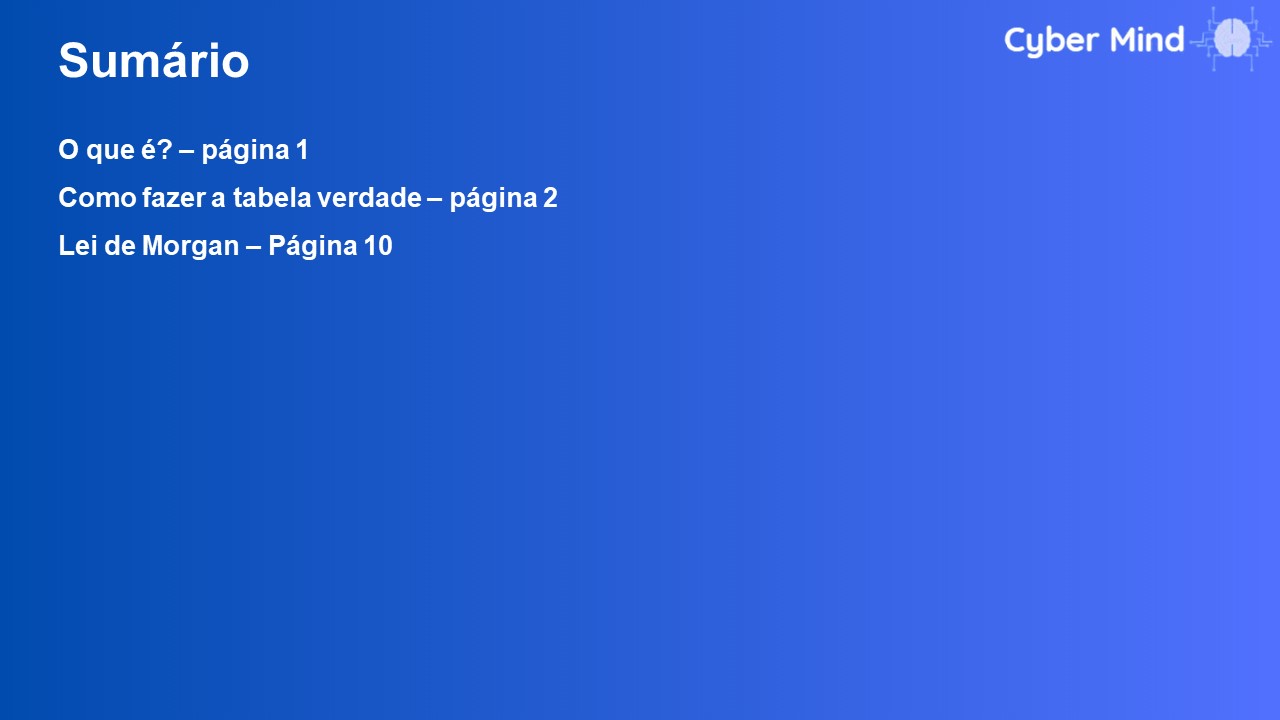 Sumário
Cyber Mind
O que é? – página 1
Como fazer a tabela verdade – página 2
Lei de Morgan – Página 10